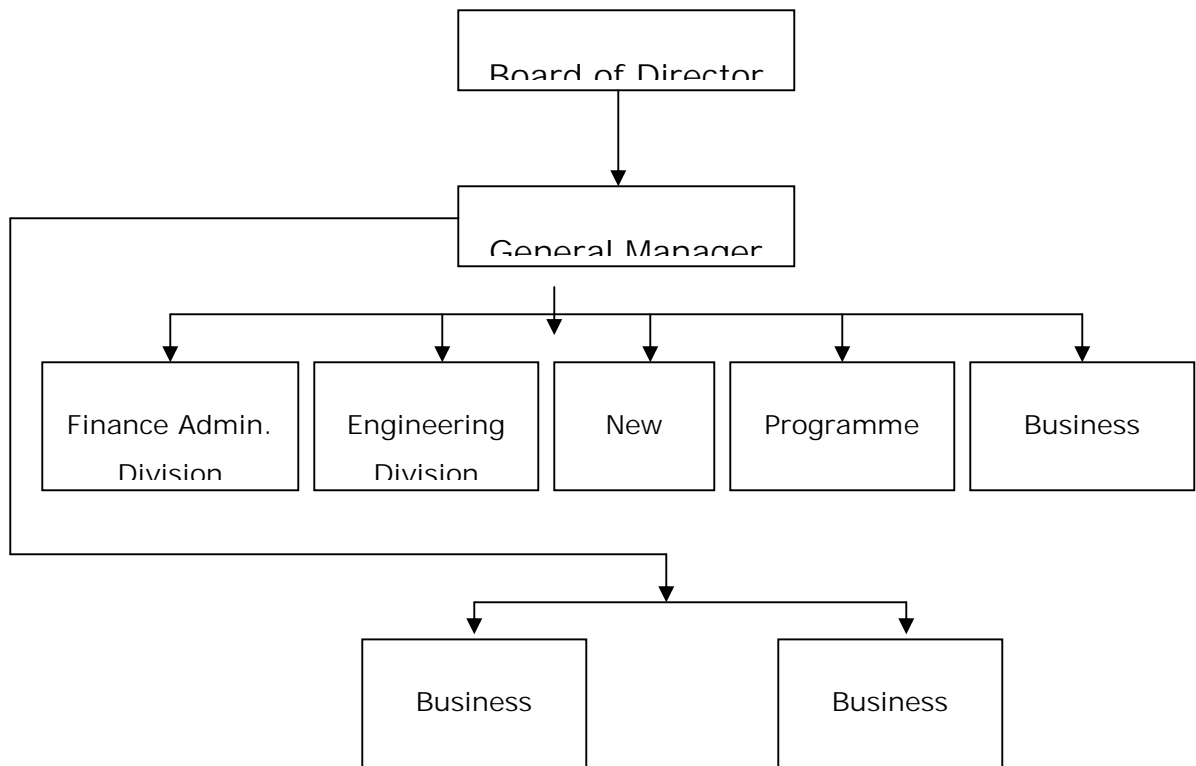 Board of Director
General Manager
Finance Admin.
Division
Engineering
Division
New
Programme
Business
Business
Business